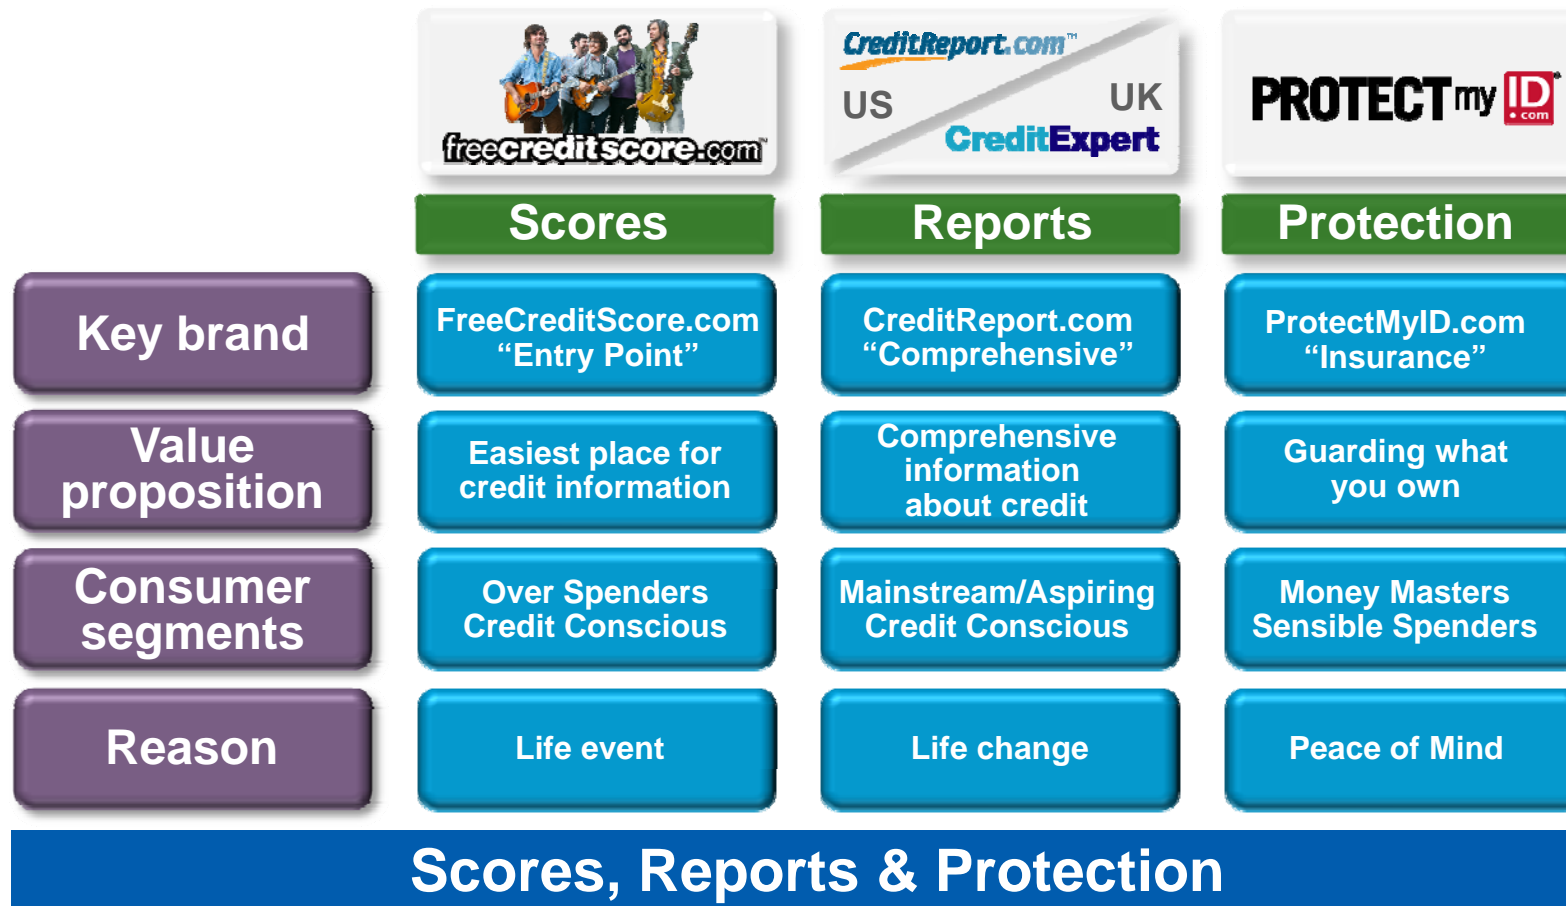 freecreditscore.com™
CreditReport.com™
US
UK
CreditExpert
PROTECT my ID®
.com
Scores
Reports
Protection
Key brand
FreeCreditScore.com
“Entry Point”
CreditReport.com
“Comprehensive”
ProtectMyID.com
“Insurance”
Value
proposition
Easiest place for
credit information
Comprehensive
information
about credit
Guarding what
you own
Consumer
segments
Over Spenders
Credit Conscious
Mainstream/Aspiring
Credit Conscious
Money Masters
Sensible Spenders
Reason
Life event
Life change
Peace of Mind
Scores, Reports & Protection